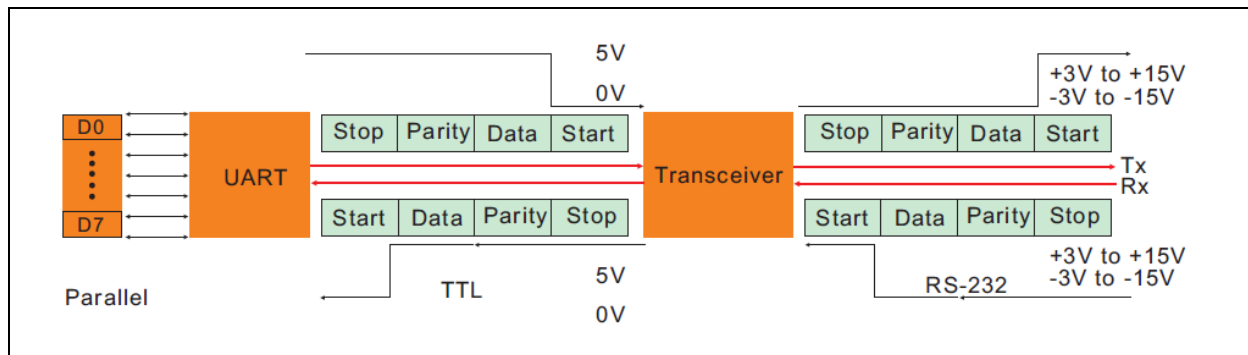 5V
0V
+3V to +15V
-3V to -15V
D0
D7
UART
Stop Parity Data Start
Transceiver
Stop Parity Data Start
Tx
Rx
Start Data Parity Stop
Start Data Parity Stop
Parallel
TTL
5V
0V
RS-232
+3V to +15V
-3V to -15V